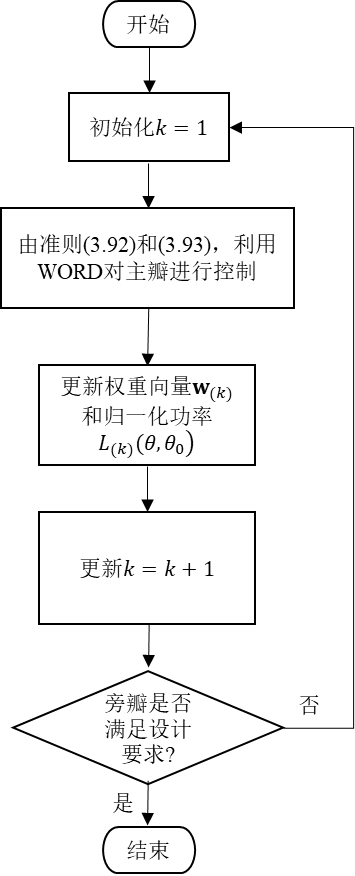 开始
初始化k = 1
由准则(3.92)和(3.93)，利用
WORD对主瓣进行控制
更新权重向量w₍k₎
和归一化功率
L₍k₎(θ, θ₀)
更新k = k + 1
旁瓣是否
满足设计
要求?
否
是
结束